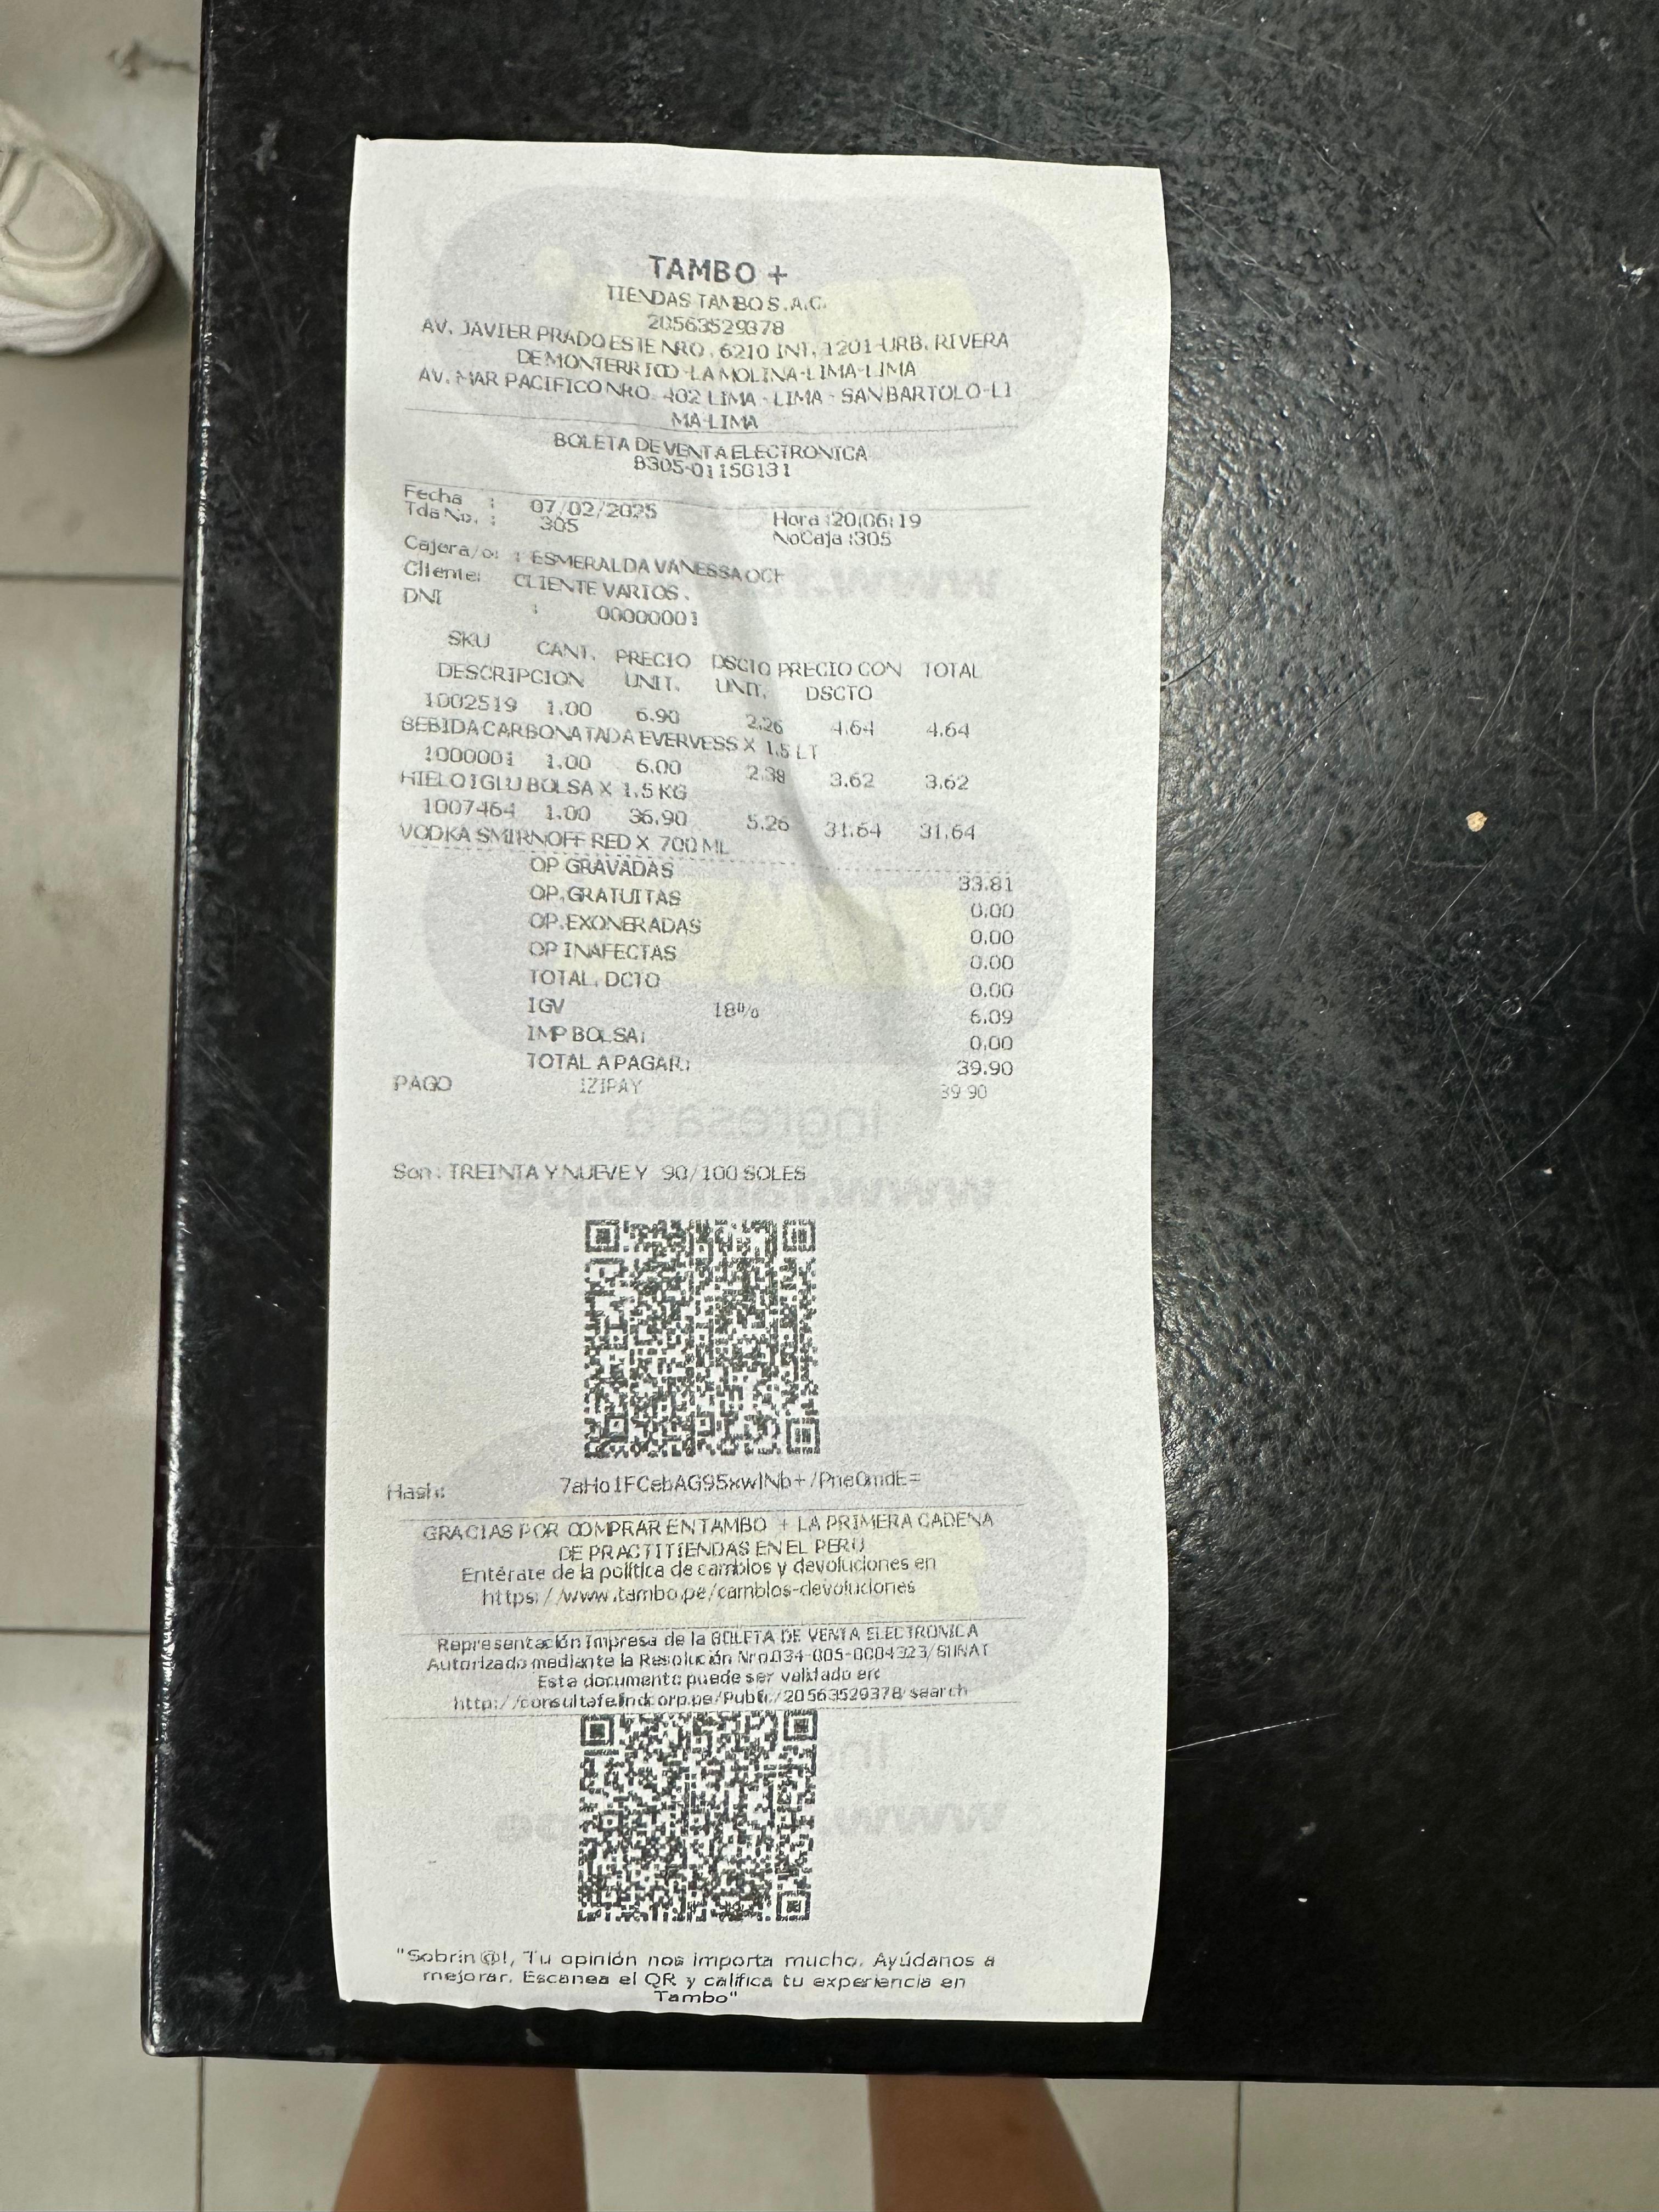 TAMBO +
TIENDAS TAMBO S.A.C.
20563529378
AV. JAVIER PRADO ESTE NRO. 6210 INT. 1201 URB. RIVERA
DE MONTERRICO-LA MOLINA-LIMA-LIMA
AV. MAR PACIFICO NRO. 402 LIMA - LIMA - SAN BARTOLO-LI
MA-LIMA
BOLETA DE VENTA ELECTRONICA
B305-01150131
Fecha : 07/02/2025 Hora :20:06:19
Tda No. : 305 NoCaja :305
Cajera/o: : ESMERALDA VANESSA OCH
Cliente: CLIENTE VARIOS .
DNI : 00000001
SKU CANT. PRECIO DSCTO PRECIO CON TOTAL
DESCRIPCION UNIT. UNIT. DSCTO
1002519 1.00 6.90 2.26 4.64 4.64
BEBIDA CARBONATADA EVERVESS X 1.5 LT
1000001 1.00 6.00 2.38 3.62 3.62
HIELO IGLU BOLSA X 1.5 KG
1007464 1.00 36.90 5.26 31.64 31.64
VODKA SMIRNOFF RED X 700 ML
OP GRAVADAS 33.81
OP.GRATUITAS 0.00
OP.EXONERADAS 0.00
OP INAFECTAS 0.00
TOTAL. DCTO 0.00
IGV 18% 6.09
IMP BOLSA: 0.00
TOTAL A PAGAR: 39.90
PAGO IZIPAY 39.90
Ingresa a
Son: TREINTA Y NUEVE Y 90/100 SOLES
Hash:
GRACIAS POR COMPRAR EN TAMBO + LA PRIMERA CADENA
DE PRACTITIENDAS EN EL PERU
Entérate de la política de cambios y devoluciones en
https://www.tambo.pe/cambios-devoluciones
Representación Impresa de la BOLETA DE VENTA ELECTRONICA
Autorizado mediante la Resolución Nro.034-005-0004323/SUNAT
Esta documento puede ser validado en:
"Sobrin@!, Tu opinión nos importa mucho. Ayúdanos a
mejorar. Escanea el QR y califica tu experiencia en
Tambo"